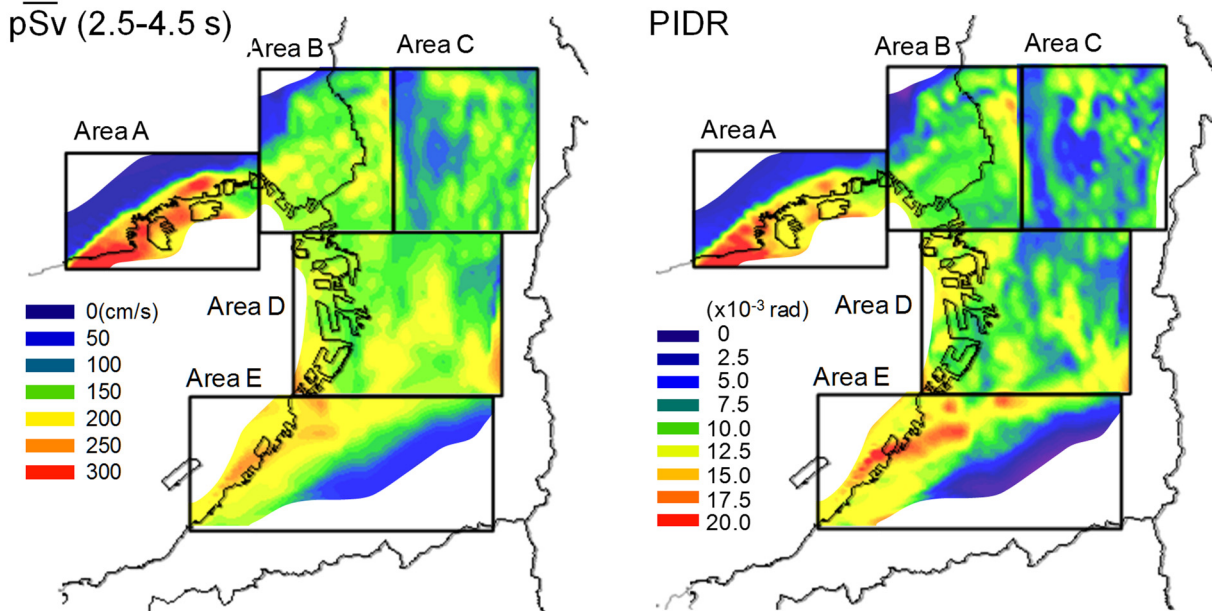 pSv (2.5-4.5 s)
Area B
Area C
Area A
Area D
Area E
0(cm/s)
50
100
150
200
250
300
PIDR
Area B
Area C
Area A
Area D
Area E
(x10⁻³ rad)
0
2.5
5.0
7.5
10.0
12.5
15.0
17.5
20.0